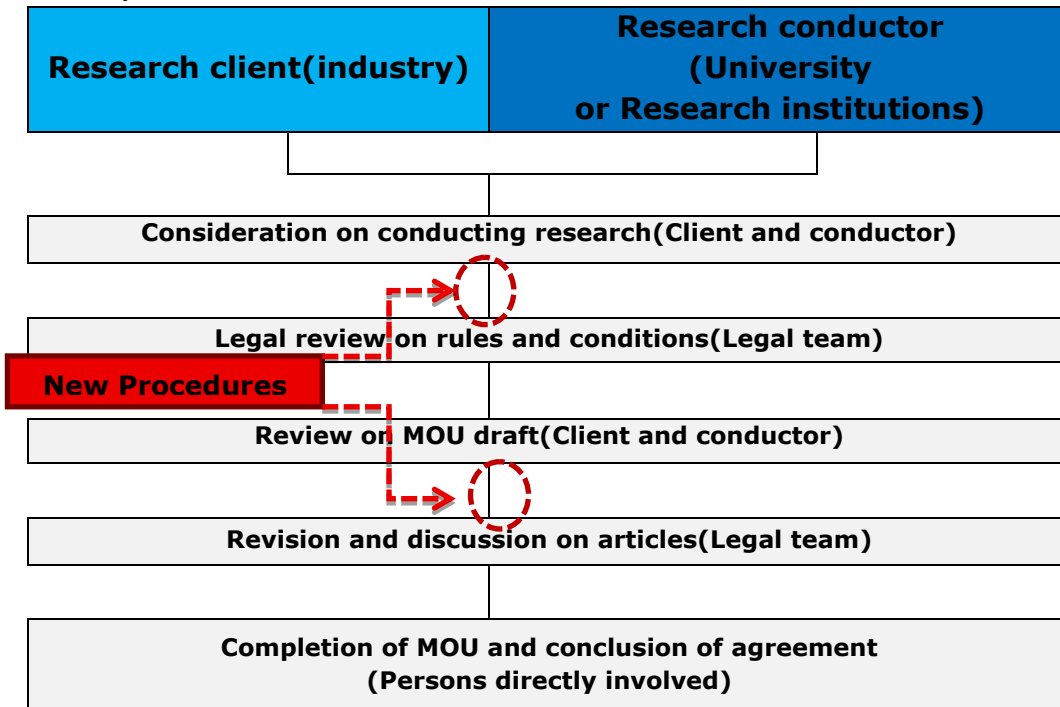 Research client(industry)
Research conductor
(University
or Research institutions)
Consideration on conducting research(Client and conductor)
Legal review on rules and conditions(Legal team)
New Procedures
Review on MOU draft(Client and conductor)
Revision and discussion on articles(Legal team)
Completion of MOU and conclusion of agreement
(Persons directly involved)